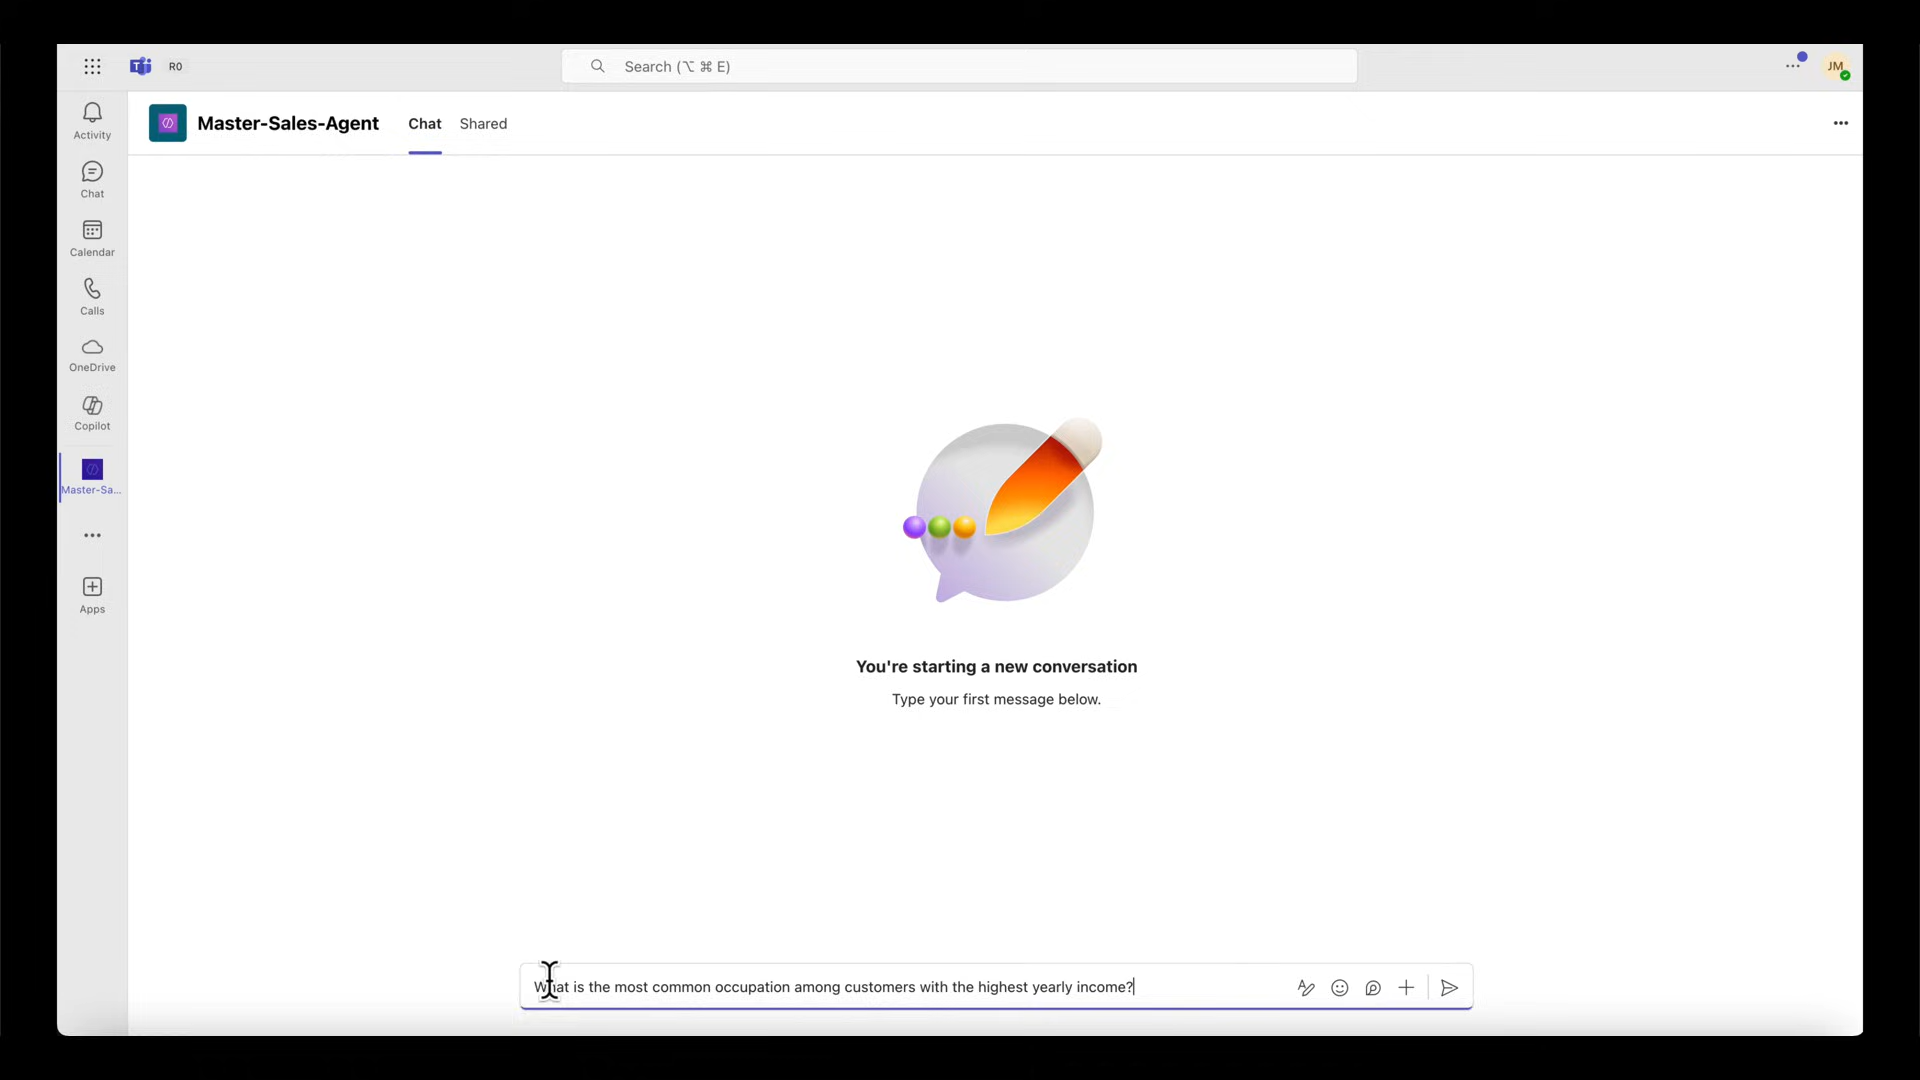 R0
Search (⌥ ⌘ E)
JM
Activity
Chat
Calendar
Calls
OneDrive
Copilot
Master-Sa...
Apps
Master-Sales-Agent
Chat
Shared
You're starting a new conversation
Type your first message below.
What is the most common occupation among customers with the highest yearly income?